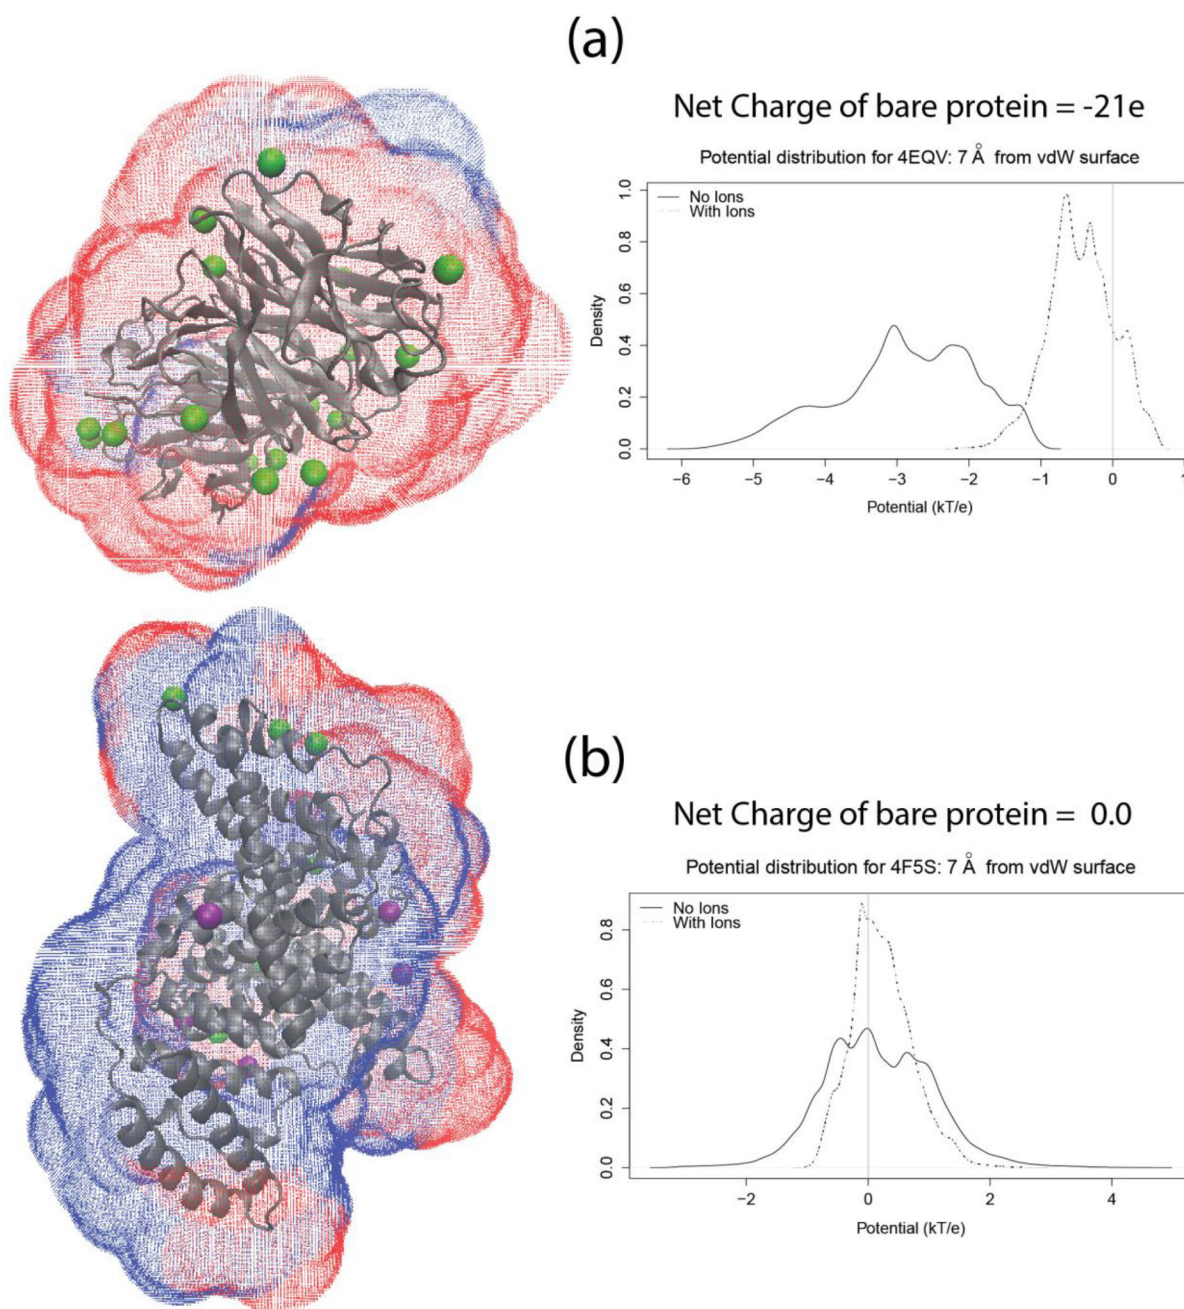 (a)
Net Charge of bare protein = -21e
Potential distribution for 4EQV: 7 Å from vdW surface
No Ions
With Ions
Density
1.0
0.8
0.6
0.4
0.2
0.0
-6 -5 -4 -3 -2 -1 0 1
Potential (kT/e)
(b)
Net Charge of bare protein = 0.0
Potential distribution for 4F5S: 7 Å from vdW surface
No Ions
With Ions
Density
0.8
0.6
0.4
0.2
0.0
-2 0 2 4
Potential (kT/e)